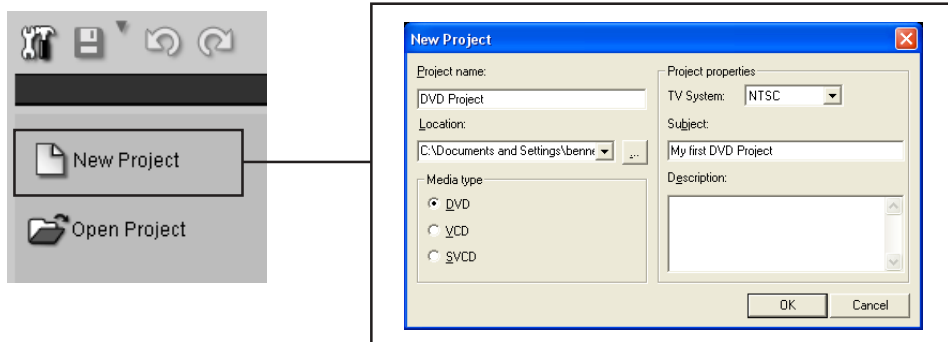 New Project
Open Project
New Project
Project name:
DVD Project
Location:
C:\Documents and Settings\benne
...
Media type
DVD
VCD
SVCD
Project properties
TV System: NTSC
Subject:
My first DVD Project
Description:
OK Cancel